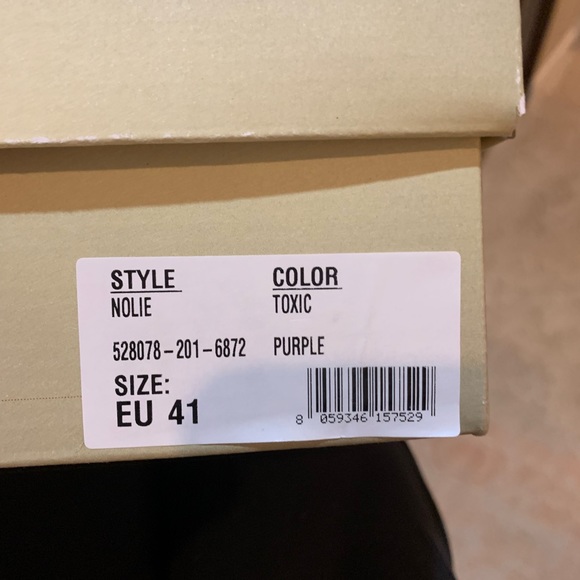 STYLE COLOR
NOLIE TOXIC
528078-201-6872 PURPLE
SIZE:
EU 41
8 059346 157529